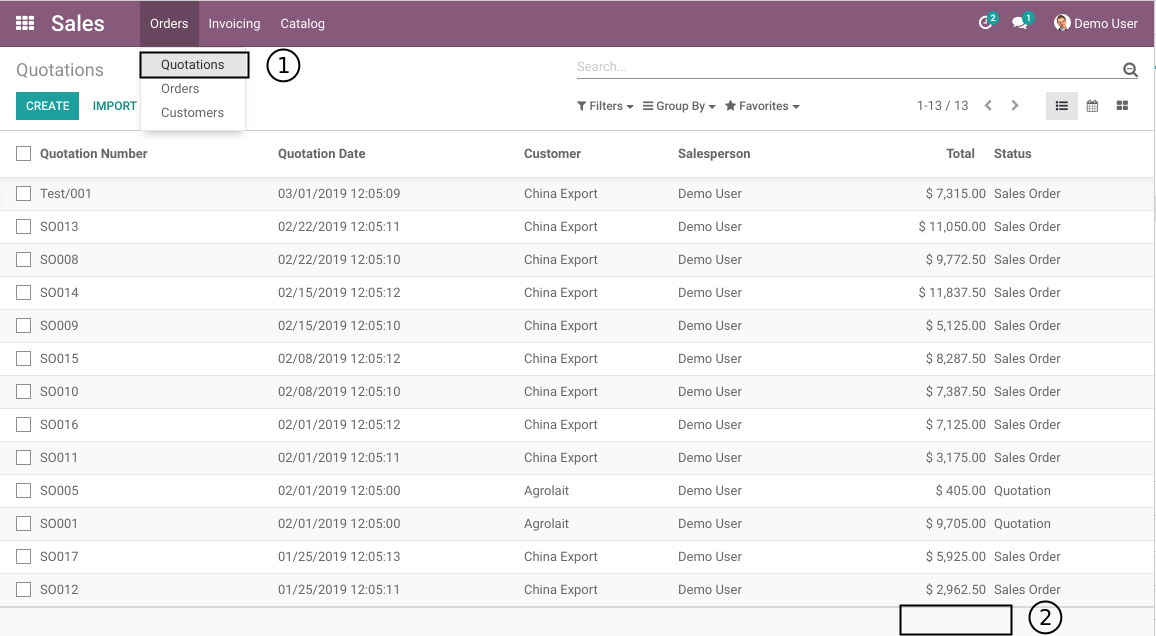 Sales Orders Invoicing Catalog 2 1 Demo User
Quotations
Orders
Customers
1
Quotations
Search...
CREATE IMPORT
Filters Group By Favorites 1-13 / 13
Quotation Number Quotation Date Customer Salesperson Total Status
Test/001 03/01/2019 12:05:09 China Export Demo User $ 7,315.00 Sales Order
SO013 02/22/2019 12:05:11 China Export Demo User $ 11,050.00 Sales Order
SO008 02/22/2019 12:05:10 China Export Demo User $ 9,772.50 Sales Order
SO014 02/15/2019 12:05:12 China Export Demo User $ 11,837.50 Sales Order
SO009 02/15/2019 12:05:10 China Export Demo User $ 5,125.00 Sales Order
SO015 02/08/2019 12:05:12 China Export Demo User $ 8,287.50 Sales Order
SO010 02/08/2019 12:05:10 China Export Demo User $ 7,387.50 Sales Order
SO016 02/01/2019 12:05:12 China Export Demo User $ 7,125.00 Sales Order
SO011 02/01/2019 12:05:11 China Export Demo User $ 3,175.00 Sales Order
SO005 02/01/2019 12:05:00 Agrolait Demo User $ 405.00 Quotation
SO001 02/01/2019 12:05:00 Agrolait Demo User $ 9,705.00 Quotation
SO017 01/25/2019 12:05:13 China Export Demo User $ 5,925.00 Sales Order
SO012 01/25/2019 12:05:11 China Export Demo User $ 2,962.50 Sales Order
2